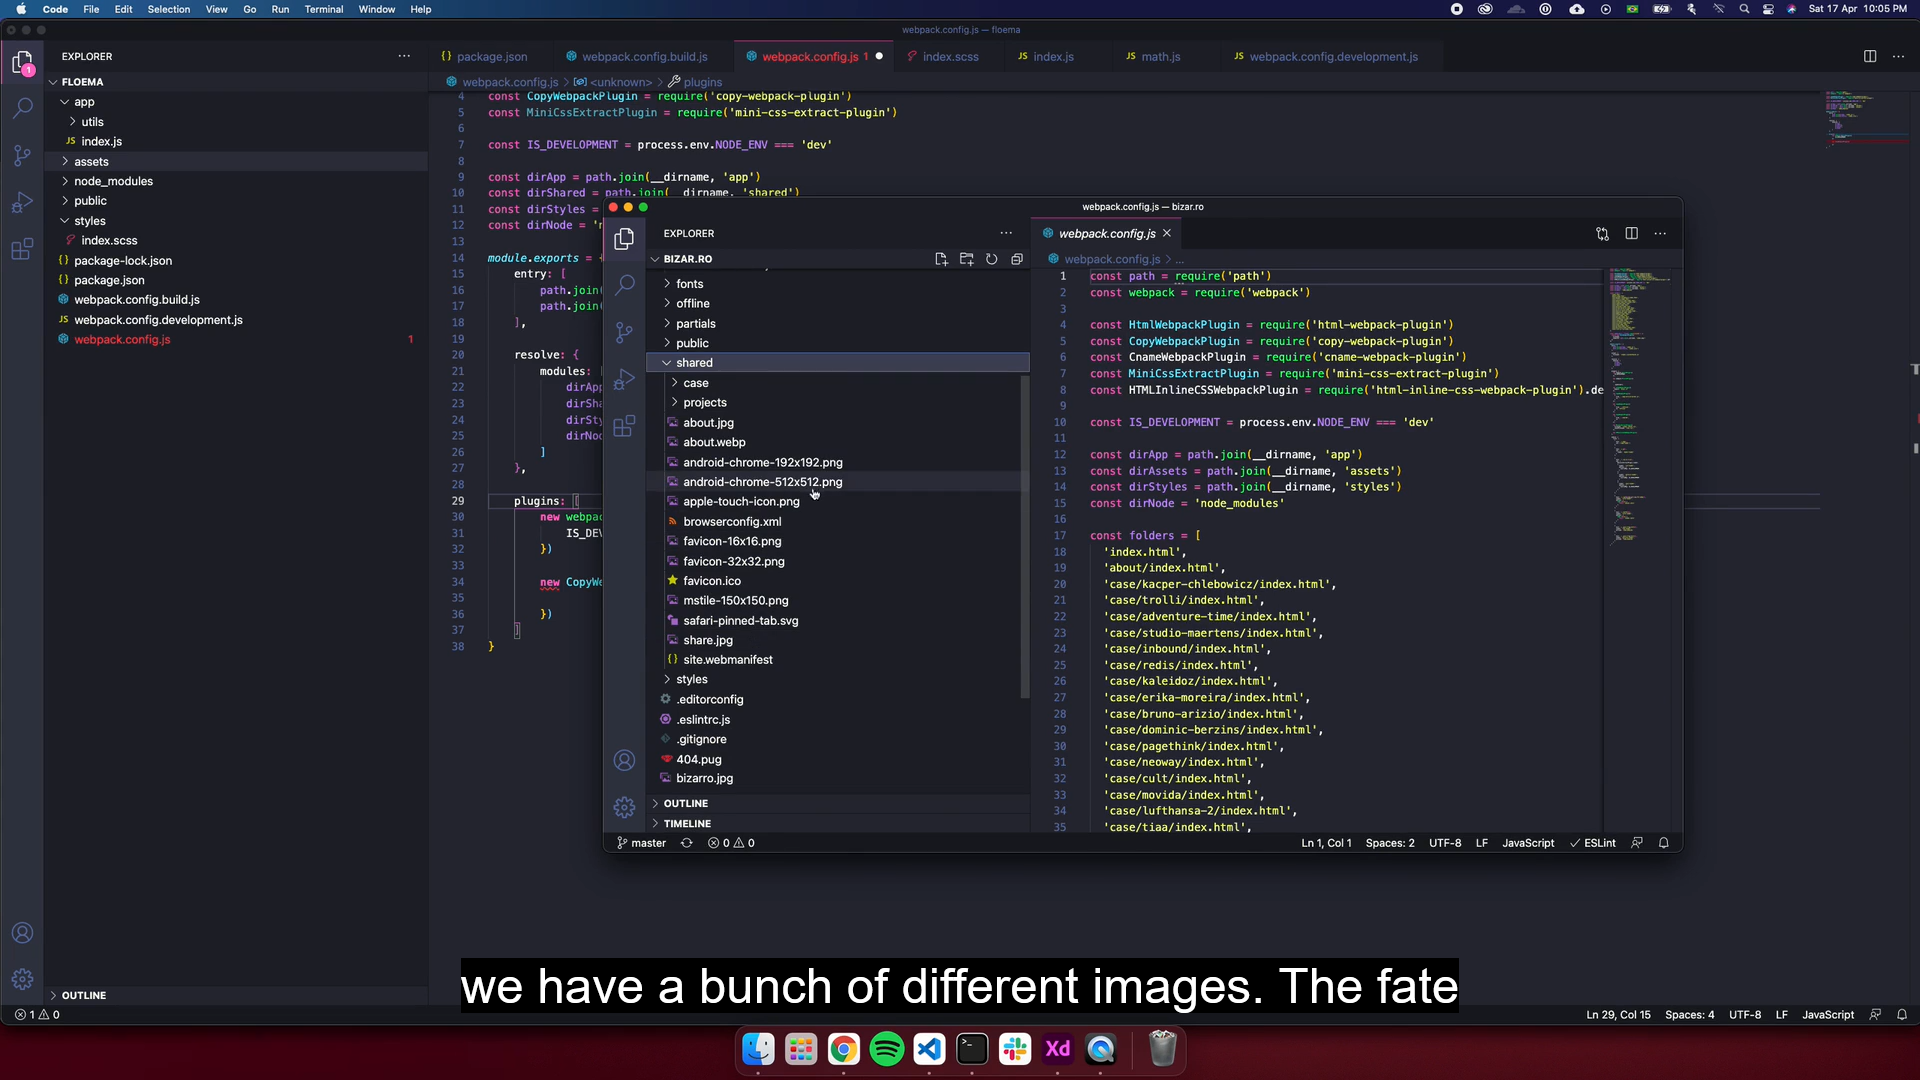 Code File Edit Selection View Go Run Terminal Window Help
Sat 17 Apr 10:05 PM
webpack.config.js — floema
EXPLORER
1
FLOEMA
app
utils
JS index.js
assets
node_modules
public
styles
index.scss
{} package-lock.json
{} package.json
webpack.config.build.js
JS webpack.config.development.js
webpack.config.js 1
OUTLINE
{} package.json
webpack.config.build.js
webpack.config.js 1
index.scss
JS index.js
JS math.js
JS webpack.config.development.js
webpack.config.js > <unknown> > plugins
4 const CopyWebpackPlugin = require('copy-webpack-plugin')
5 const MiniCssExtractPlugin = require('mini-css-extract-plugin')
6
7 const IS_DEVELOPMENT = process.env.NODE_ENV === 'dev'
8
9 const dirApp = path.join(__dirname, 'app')
10 const dirShared = path.join(__dirname, 'shared')
11 const dirStyles =
12 const dirNode =
13
14 module.exports = {
15 entry: [
16 path.join(
17 path.join(
18 ],
19
20 resolve: {
21 modules: [
22 dirApp
23 dirSha
24 dirSty
25 dirNod
26 ]
27 },
28
29 plugins: [
30 new webpac
31 IS_DEV
32 })
33
34 new CopyWe
35
36 })
37 ]
38 }
webpack.config.js — bizar.ro
EXPLORER
BIZAR.RO
fonts
offline
partials
public
shared
case
projects
about.jpg
about.webp
android-chrome-192x192.png
android-chrome-512x512.png
apple-touch-icon.png
browserconfig.xml
favicon-16x16.png
favicon-32x32.png
favicon.ico
mstile-150x150.png
safari-pinned-tab.svg
share.jpg
{} site.webmanifest
styles
.editorconfig
.eslintrc.js
.gitignore
404.pug
bizarro.jpg
OUTLINE
TIMELINE
webpack.config.js
webpack.config.js > ...
1 const path = require('path')
2 const webpack = require('webpack')
3
4 const HtmlWebpackPlugin = require('html-webpack-plugin')
5 const CopyWebpackPlugin = require('copy-webpack-plugin')
6 const CnameWebpackPlugin = require('cname-webpack-plugin')
7 const MiniCssExtractPlugin = require('mini-css-extract-plugin')
8 const HTMLInlineCSSWebpackPlugin = require('html-inline-css-webpack-plugin').de
9
10 const IS_DEVELOPMENT = process.env.NODE_ENV === 'dev'
11
12 const dirApp = path.join(__dirname, 'app')
13 const dirAssets = path.join(__dirname, 'assets')
14 const dirStyles = path.join(__dirname, 'styles')
15 const dirNode = 'node_modules'
16
17 const folders = [
18 'index.html',
19 'about/index.html',
20 'case/kacper-chlebowicz/index.html',
21 'case/trolli/index.html',
22 'case/adventure-time/index.html',
23 'case/studio-maertens/index.html',
24 'case/inbound/index.html',
25 'case/redis/index.html',
26 'case/kaleidoz/index.html',
27 'case/erika-moreira/index.html',
28 'case/bruno-arizio/index.html',
29 'case/dominic-berzins/index.html',
30 'case/pagethink/index.html',
31 'case/neoway/index.html',
32 'case/cult/index.html',
33 'case/movida/index.html',
34 'case/lufthansa-2/index.html',
35 'case/tiaa/index.html',
master 0 0
Ln 1, Col 1 Spaces: 2 UTF-8 LF JavaScript ESLint
we have a bunch of different images. The fate
1 0
Ln 29, Col 15 Spaces: 4 UTF-8 LF JavaScript
Xd